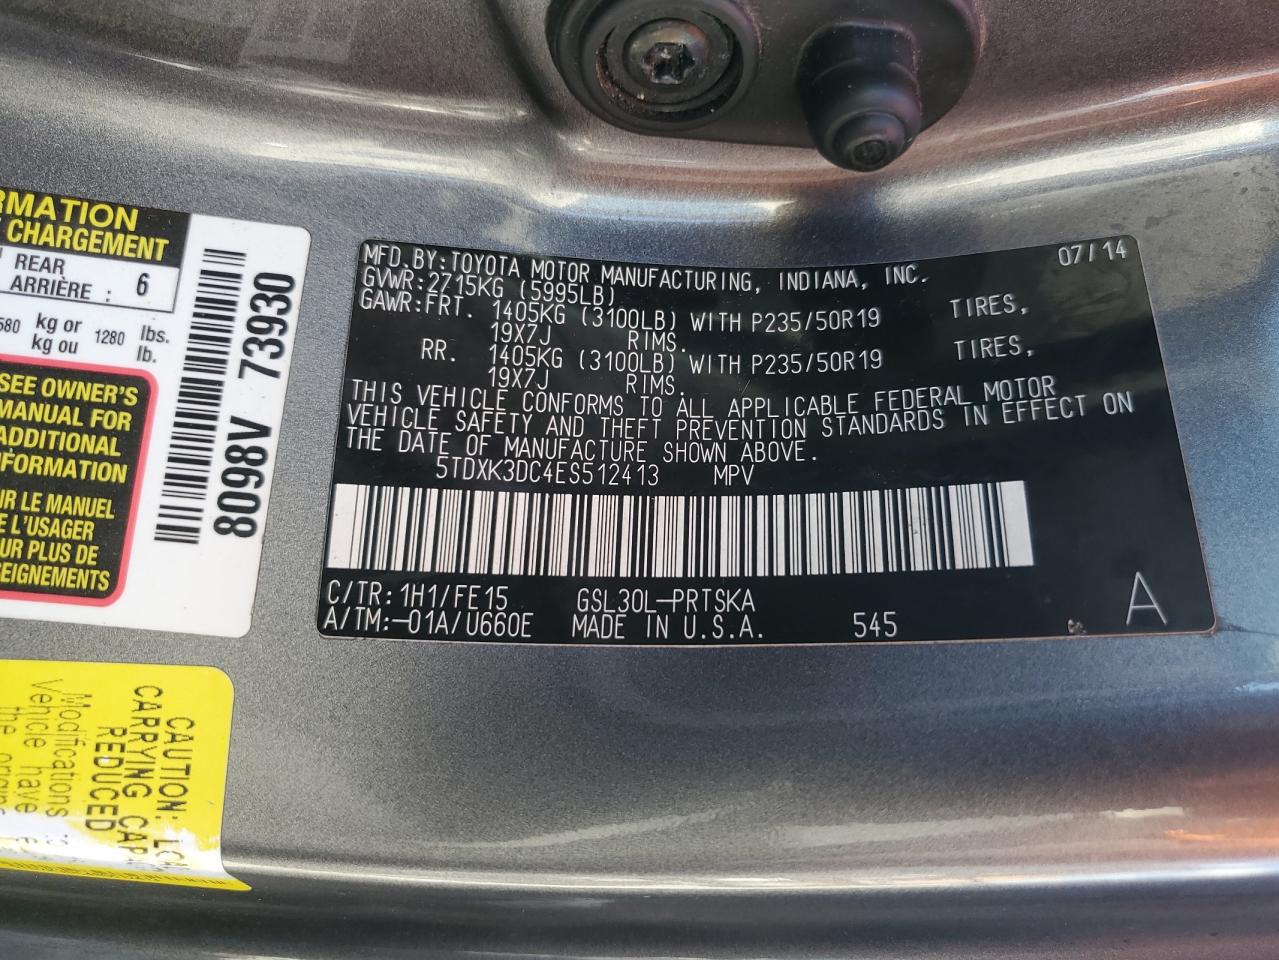 RMATION
CHARGEMENT
REAR
ARRIÈRE : 6
580 kg or
kg ou 1280 lbs.
lb.
SEE OWNER'S
MANUAL FOR
ADDITIONAL
FORMATION
UR LE MANUEL
E L'USAGER
UR PLUS DE
SEIGNEMENTS
8098V 73930
MFD.BY:TOYOTA MOTOR MANUFACTURING, INDIANA, INC. 07/14
GVWR:2715KG (5995LB)
GAWR:FRT. 1405KG (3100LB) WITH P235/50R19 TIRES,
19X7J RIMS.
RR. 1405KG (3100LB) WITH P235/50R19 TIRES,
19X7J RIMS.
THIS VEHICLE CONFORMS TO ALL APPLICABLE FEDERAL MOTOR
VEHICLE SAFETY AND THEFT PREVENTION STANDARDS IN EFFECT ON
THE DATE OF MANUFACTURE SHOWN ABOVE.
5TDXK3DC4ES512413 MPV
C/TR:1H1/FE15 GSL30L-PRTSKA
A/TM:-01A/U660E MADE IN U.S.A. 545 A
CAUTION:
CARRYING CAP
REDUCED
Modifications
vehicle have
the